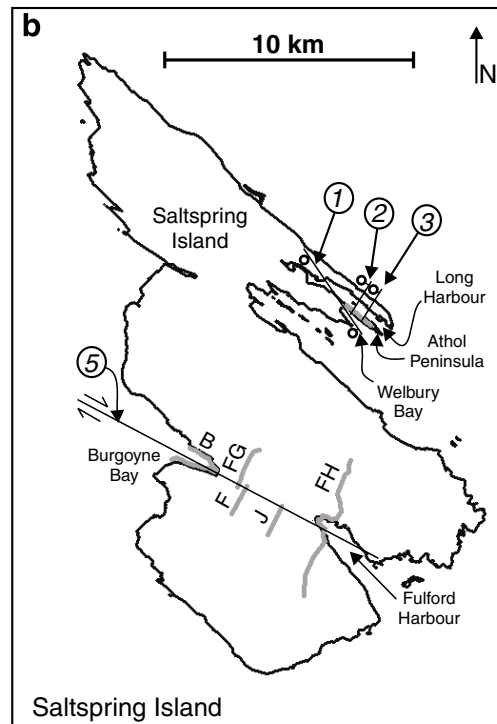 b
10 km
N
1
2
3
Saltspring
Island
Long
Harbour
Athol
Peninsula
Welbury
Bay
5
B
FG
Burgoyne
Bay
F
J
FH
Fulford
Harbour
Saltspring Island